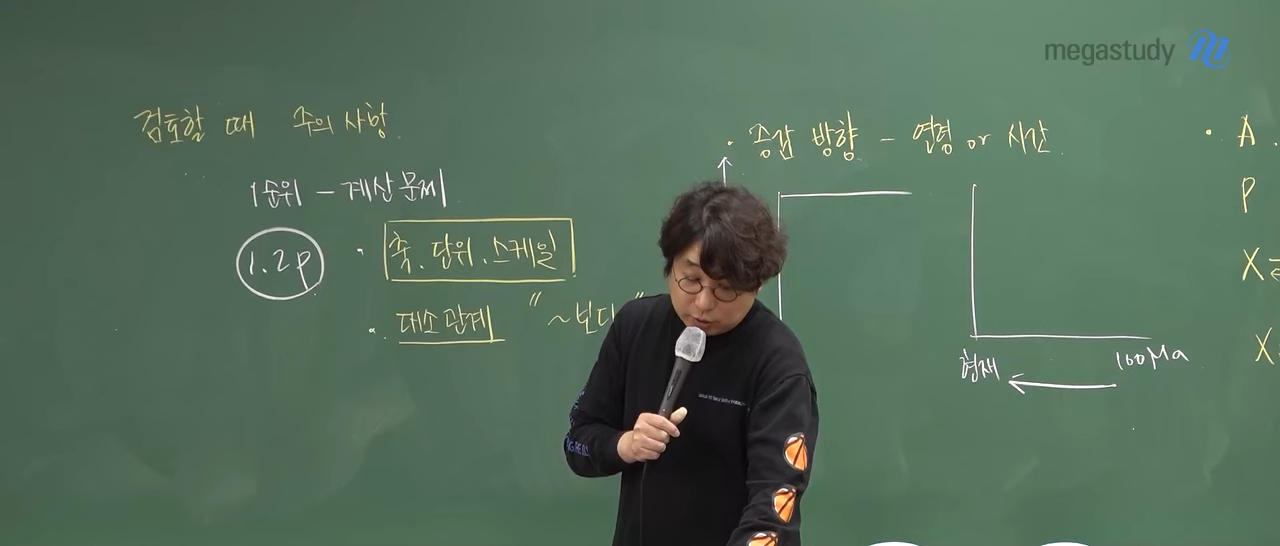 megastudy
검토할 때 주의 사항
1순위 - 계산 문제
1.2p
· 축. 단위. 스케일
· 대소 관계 " ~보다 "
· 증감 방향 - 연령 or 시간
현재 100Ma
· A
P
X
X